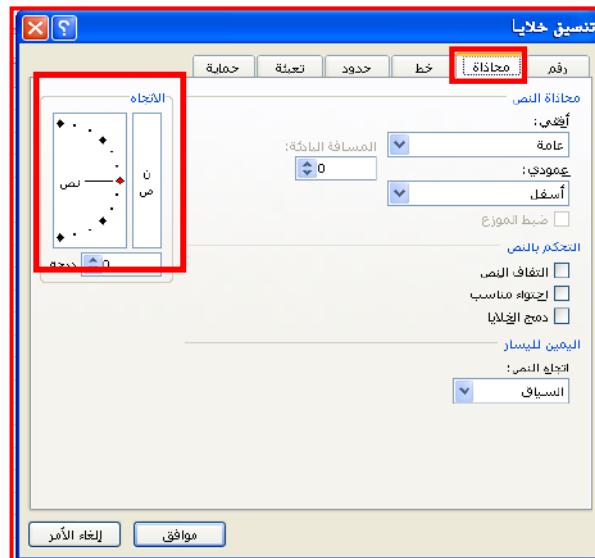 تنسيق خلايا
رقم محاذاة خط حدود تعبئة حماية
محاذاة النص
أفقي:
عامة
المسافة البادئة:
0
عمودي:
أسفل
ضبط الموزع
التحكم بالنص
التفاف النص
احتواء مناسب
دمج الخلايا
اليمين لليسار
اتجاه النص:
السياق
الاتجاه
ن
ص
نص
0 درجة
موافق
إلغاء الأمر